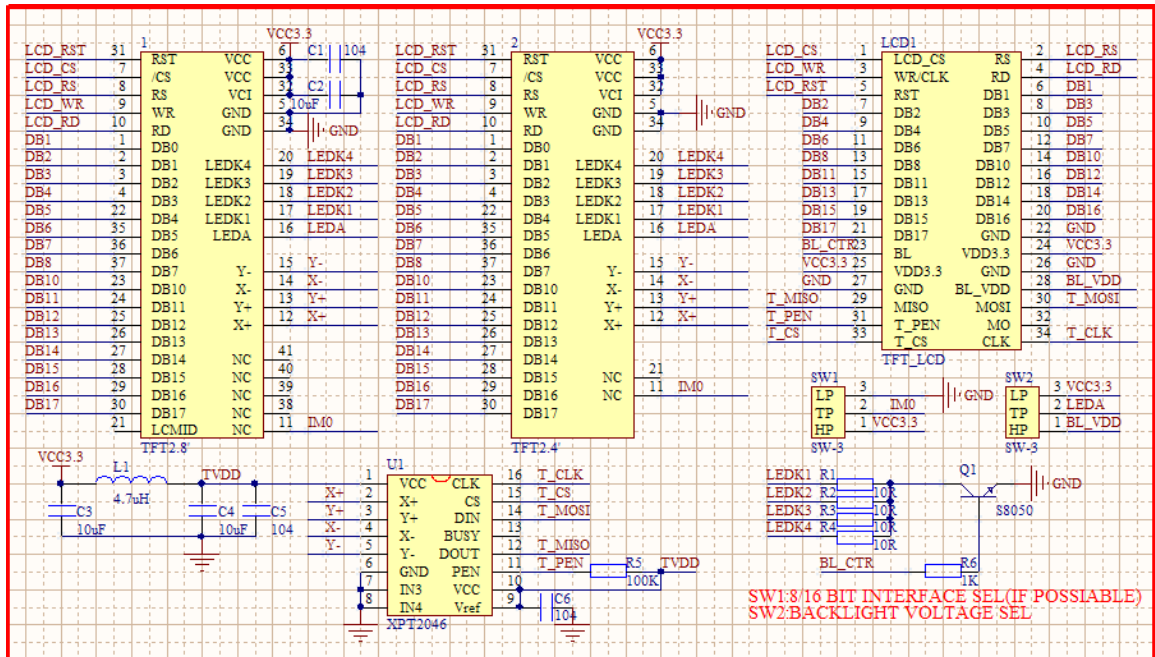 VCC3.3 VCC3.3
1 2 LCD1
LCD_RST 31 RST VCC 6 C1 104 LCD_RST 31 RST VCC 6 LCD_CS 1 LCD_CS RS 2 LCD_RS
LCD_CS 7 /CS VCC 33 LCD_CS 7 /CS VCC 33 LCD_WR 3 WR/CLK RD 4 LCD_RD
LCD_RS 8 RS VCI 32 C2 10uF LCD_RS 8 RS VCI 32 LCD_RST 5 RST DB1 6 DB1
LCD_WR 9 WR GND 5 LCD_WR 9 WR GND 5 GND DB2 7 DB2 DB3 8 DB3
LCD_RD 10 RD GND 34 GND LCD_RD 10 RD GND 34 DB4 9 DB4 DB5 10 DB5
DB1 1 DB0 DB1 1 DB0 DB6 11 DB6 DB7 12 DB7
DB2 2 DB1 LEDK4 20 LEDK4 DB2 2 DB1 LEDK4 20 LEDK4 DB8 13 DB8 DB10 14 DB10
DB3 3 DB2 LEDK3 19 LEDK3 DB3 3 DB2 LEDK3 19 LEDK3 DB11 15 DB11 DB12 16 DB12
DB4 4 DB3 LEDK2 18 LEDK2 DB4 4 DB3 LEDK2 18 LEDK2 DB13 17 DB13 DB14 18 DB14
DB5 22 DB4 LEDK1 17 LEDK1 DB5 22 DB4 LEDK1 17 LEDK1 DB15 19 DB15 DB16 20 DB16
DB6 35 DB5 LEDA 16 LEDA DB6 35 DB5 LEDA 16 LEDA DB17 21 DB17 GND 22 GND
DB7 36 DB6 DB7 36 DB6 BL_CTR 23 BL VDD3.3 24 VCC3.3
DB8 37 DB7 Y- 15 Y- DB8 37 DB7 Y- 15 Y- VCC3.3 25 VDD3.3 GND 26 GND
DB10 23 DB10 X- 14 X- DB10 23 DB10 X- 14 X- GND 27 GND BL_VDD 28 BL_VDD
DB11 24 DB11 Y+ 13 Y+ DB11 24 DB11 Y+ 13 Y+ T_MISO 29 MISO MOSI 30 T_MOSI
DB12 25 DB12 X+ 12 X+ DB12 25 DB12 X+ 12 X+ T_PEN 31 T_PEN MO 32
DB13 26 DB13 DB13 26 DB13 T_CS 33 T_CS CLK 34 T_CLK
DB14 27 DB14 NC 41 DB14 27 DB14 TFT_LCD
DB15 28 DB15 NC 40 DB15 28 DB15 NC 21 SW1 SW2
DB16 29 DB16 NC 39 DB16 29 DB16 NC 11 IM0 LP 3 GND LP 3 VCC3.3
DB17 30 DB17 NC 38 DB17 30 DB17 TP 2 IM0 TP 2 LEDA
21 LCMID NC 11 IM0 HP 1 VCC3.3 HP 1 BL_VDD
TFT2.8' TFT2.4' SW-3 SW-3
VCC3.3 L1 4.7uH TVDD U1
1 VCC CLK 16 T_CLK LEDK1 R1 Q1 GND
X+ 2 X+ CS 15 T_CS LEDK2 R2 10R
Y+ 3 Y+ DIN 14 T_MOSI LEDK3 R3 10R S8050
C3 C4 C5 X- 4 X- BUSY 13 LEDK4 R4 10R
10uF 10uF 104 Y- 5 Y- DOUT 12 T_MISO 10R
6 GND PEN 11 T_PEN R5 100K TVDD BL_CTR R6 1K
7 IN3 VCC 10
8 IN4 Vref 9 C6 104
XPT2046
SW1:8/16 BIT INTERFACE SEL(IF POSSIABLE)
SW2:BACKLIGHT VOLTAGE SEL